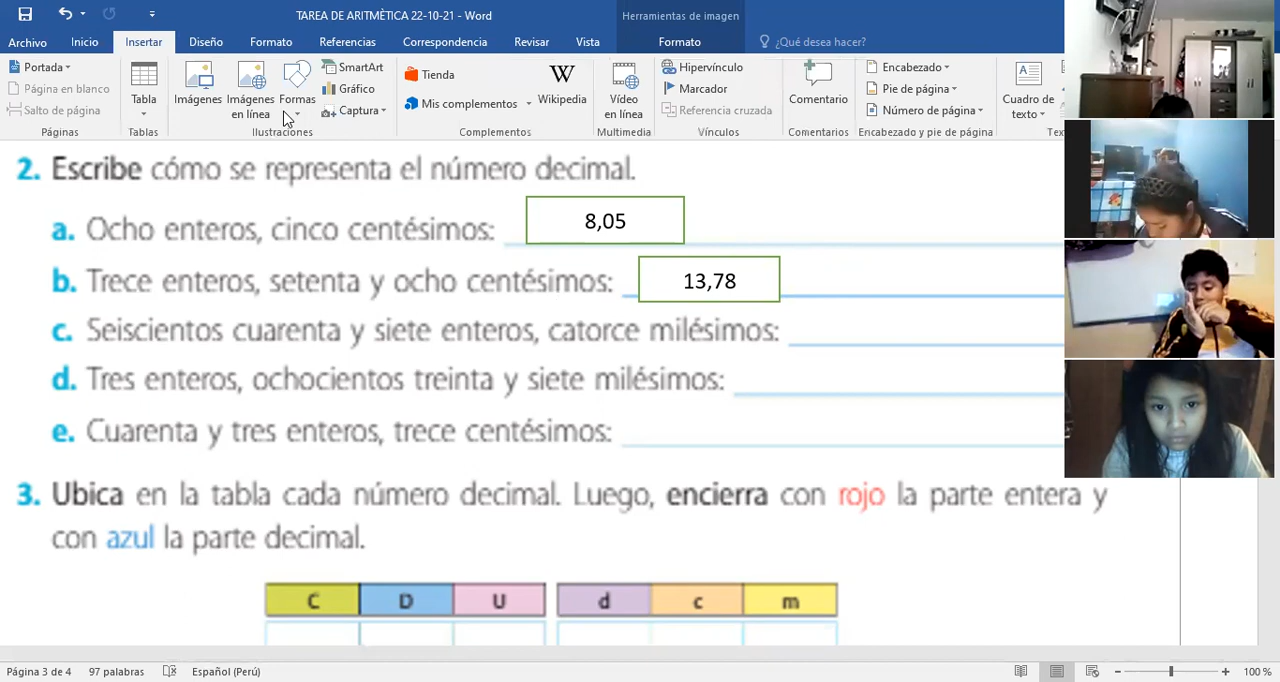 TAREA DE ARITMÈTICA 22-10-21 - Word
Herramientas de imagen
Archivo Inicio Insertar Diseño Formato Referencias Correspondencia Revisar Vista Formato ¿Qué desea hacer?
Portada
Página en blanco
Salto de página
Páginas
Tabla
Tablas
Imágenes
Imágenes en línea
Formas
SmartArt
Gráfico
Captura
Ilustraciones
Tienda
Mis complementos
Wikipedia
Complementos
Vídeo en línea
Multimedia
Hipervínculo
Marcador
Referencia cruzada
Vínculos
Comentario
Comentarios
Encabezado
Pie de página
Número de página
Encabezado y pie de página
Cuadro de texto
2. Escribe cómo se representa el número decimal.
a. Ocho enteros, cinco centésimos: 8,05
b. Trece enteros, setenta y ocho centésimos: 13,78
c. Seiscientos cuarenta y siete enteros, catorce milésimos:
d. Tres enteros, ochocientos treinta y siete milésimos:
e. Cuarenta y tres enteros, trece centésimos:
3. Ubica en la tabla cada número decimal. Luego, encierra con rojo la parte entera y
con azul la parte decimal.
C D U d c m
Página 3 de 4 97 palabras Español (Perú) 100 %